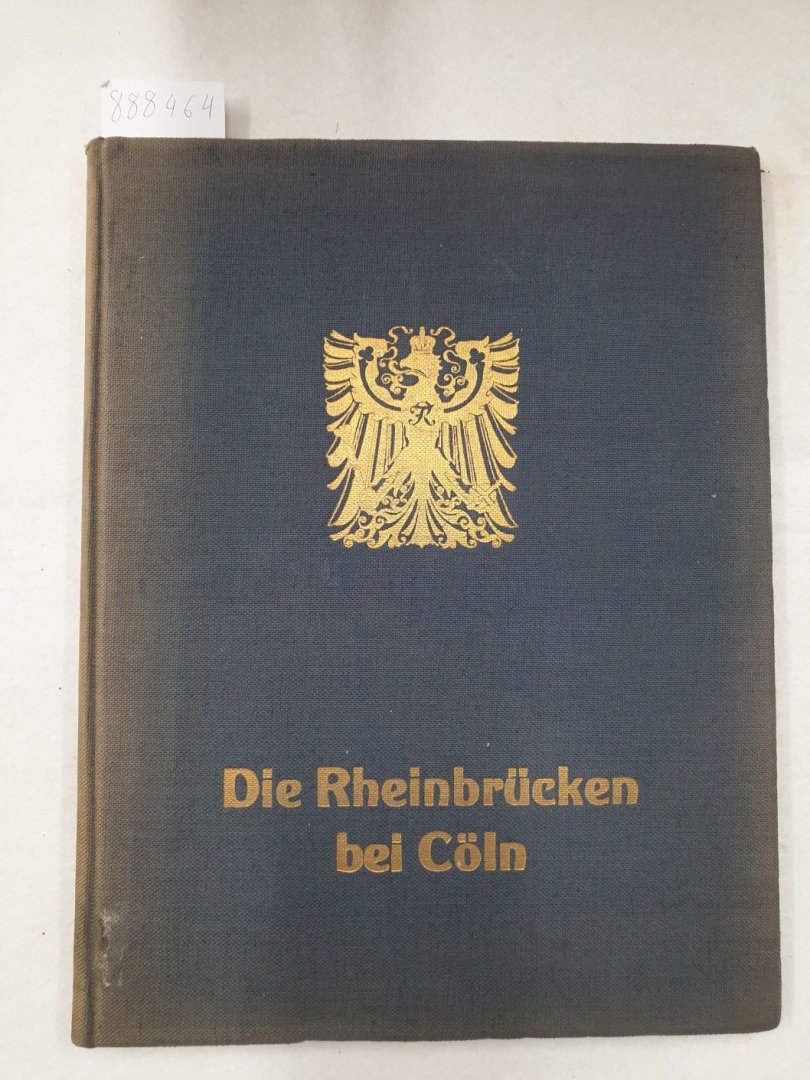 888464
R
Die Rheinbrücken
bei Cöln